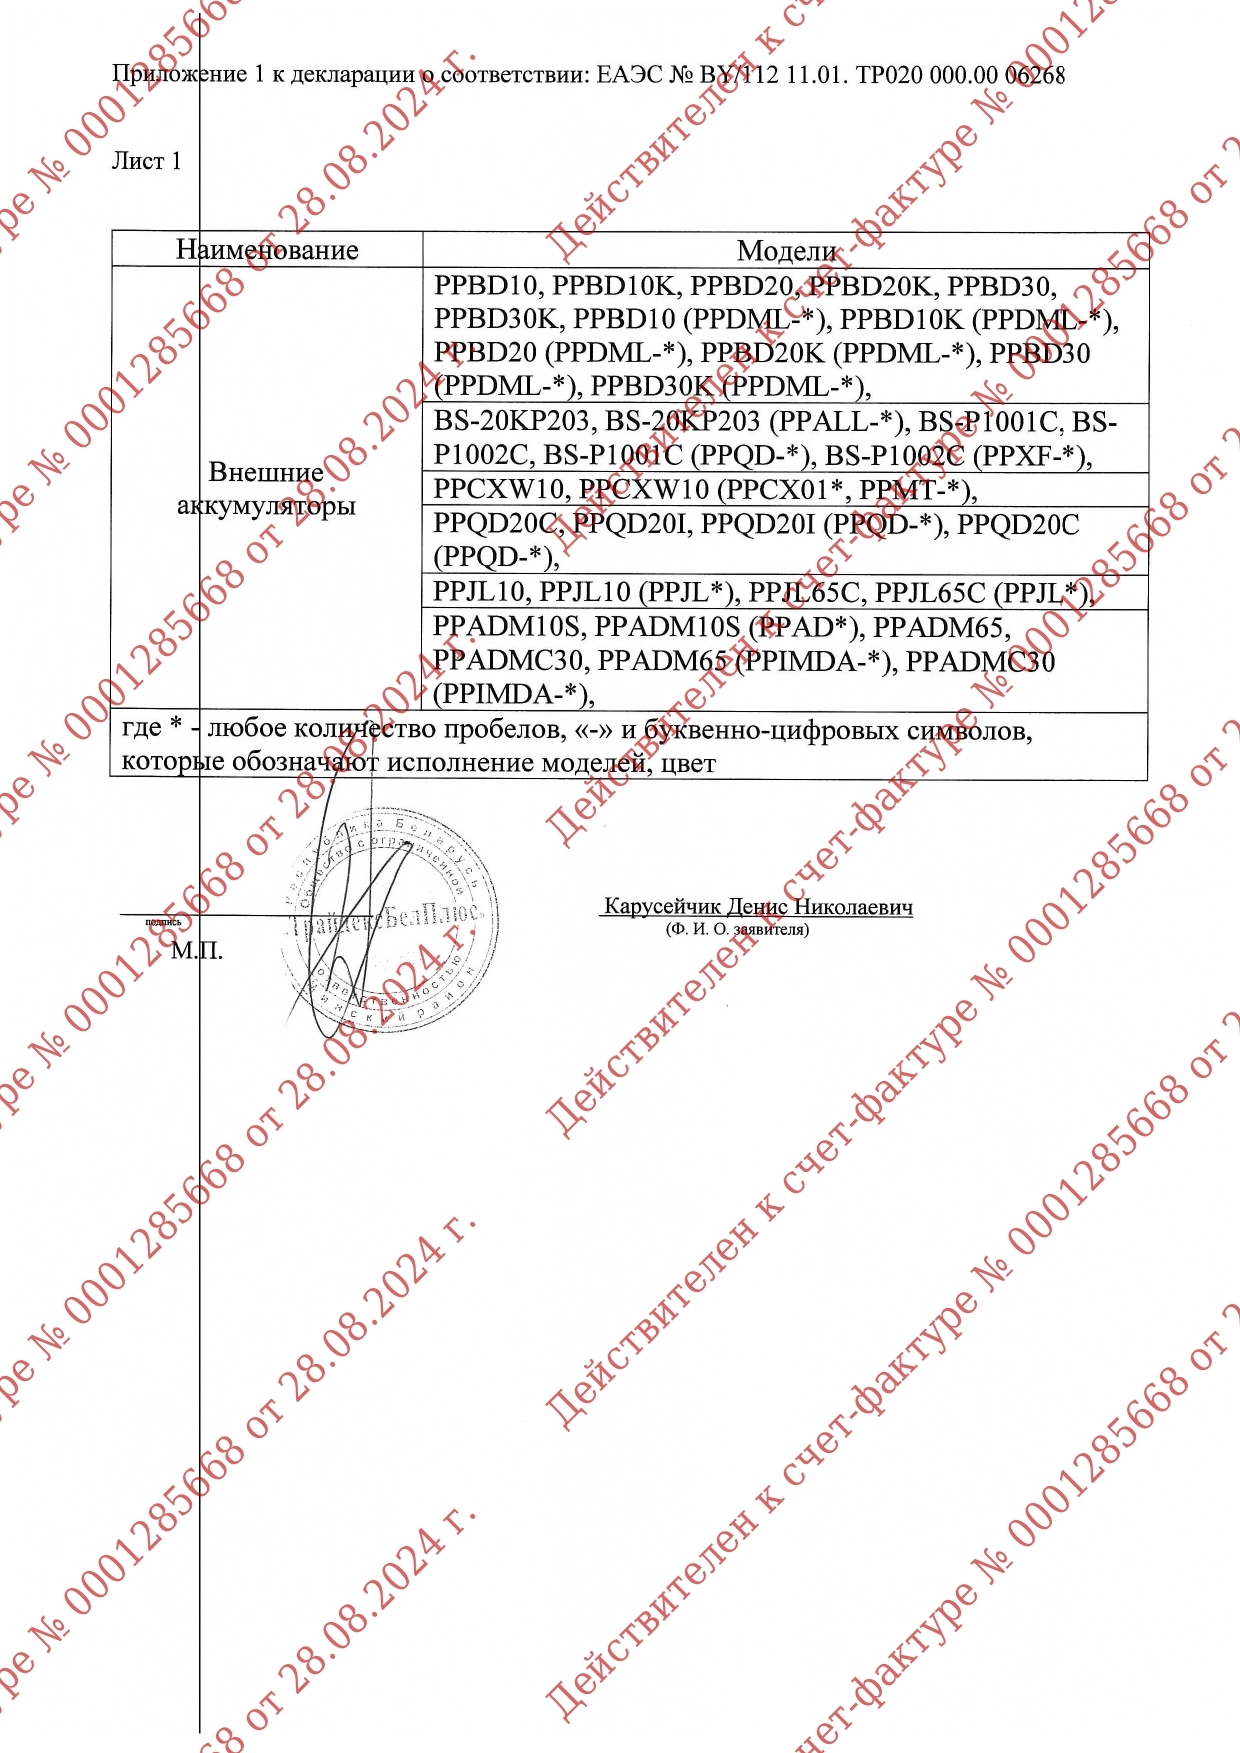 Приложение 1 к декларации о соответствии: ЕАЭС № BY/112 11.01. ТР020 000.00 06268
Лист 1
Наименование
Модели
Внешние
аккумуляторы
PPBD10, PPBD10K, PPBD20, PPBD20K, PPBD30,
PPBD30K, PPBD10 (PPDML-*), PPBD10K (PPDML-*),
PPBD20 (PPDML-*), PPBD20K (PPDML-*), PPBD30
(PPDML-*), PPBD30K (PPDML-*),
BS-20KP203, BS-20KP203 (PPALL-*), BS-P1001C, BS-
P1002C, BS-P1001C (PPQD-*), BS-P1002C (PPXF-*),
PPCXW10, PPCXW10 (PPCX01*, PPMT-*),
PPQD20C, PPQD20I, PPQD20I (PPQD-*), PPQD20C
(PPQD-*),
PPJL10, PPJL10 (PPJL*), PPJL65C, PPJL65C (PPJL*),
PPADM10S, PPADM10S (PPAD*), PPADM65,
PPADMC30, PPADM65 (PPIMDA-*), PPADMC30
(PPIMDA-*),
где * - любое количество пробелов, «-» и буквенно-цифровых символов,
которые обозначают исполнение моделей, цвет
подпись
М.П.
Республика Беларусь
Общество с ограниченной
ответственностью
ТрайдексБелПлюс»
Минский район
Карусейчик Денис Николаевич
(Ф. И. О. заявителя)
Действителен к счет-фактуре № 0001285668 от 28.08.2024 г.